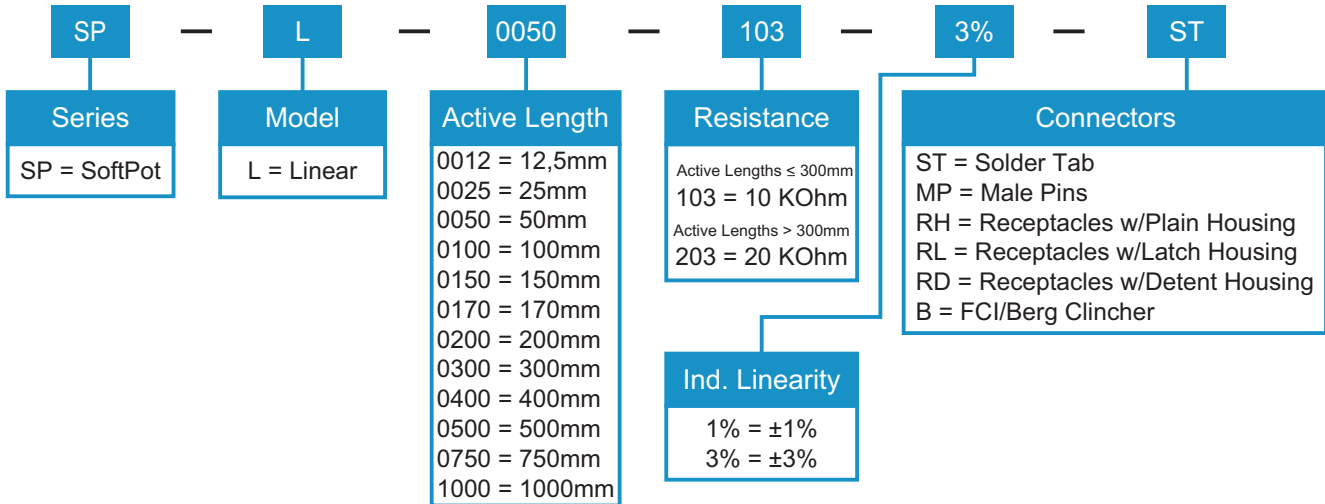 SP — L — 0050 — 103 — 3% — ST
Series
SP = SoftPot
Model
L = Linear
Active Length
0012 = 12,5mm
0025 = 25mm
0050 = 50mm
0100 = 100mm
0150 = 150mm
0170 = 170mm
0200 = 200mm
0300 = 300mm
0400 = 400mm
0500 = 500mm
0750 = 750mm
1000 = 1000mm
Resistance
Active Lengths ≤ 300mm
103 = 10 KOhm
Active Lengths > 300mm
203 = 20 KOhm
Ind. Linearity
1% = ±1%
3% = ±3%
Connectors
ST = Solder Tab
MP = Male Pins
RH = Receptacles w/Plain Housing
RL = Receptacles w/Latch Housing
RD = Receptacles w/Detent Housing
B = FCI/Berg Clincher